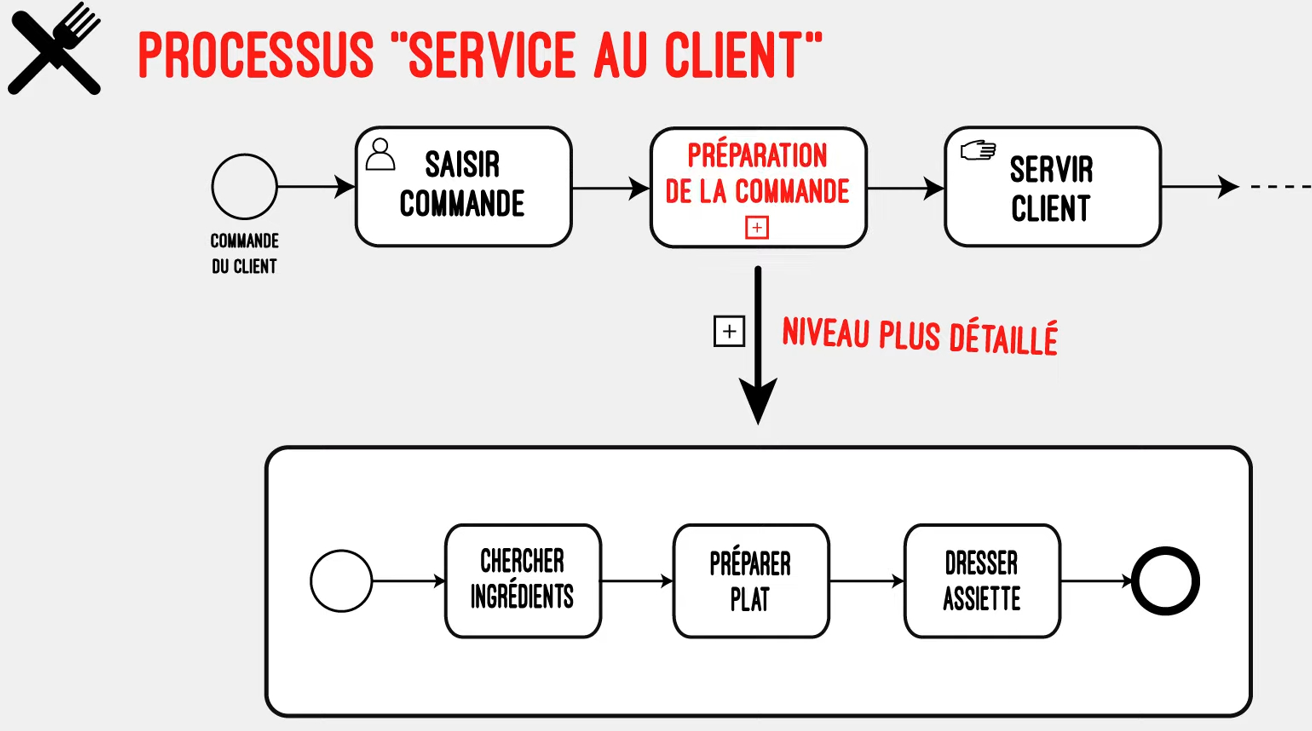 PROCESSUS "SERVICE AU CLIENT"
SAISIR
COMMANDE
PRÉPARATION
DE LA COMMANDE
SERVIR
CLIENT
COMMANDE
DU CLIENT
NIVEAU PLUS DÉTAILLÉ
CHERCHER
INGRÉDIENTS
PRÉPARER
PLAT
DRESSER
ASSIETTE